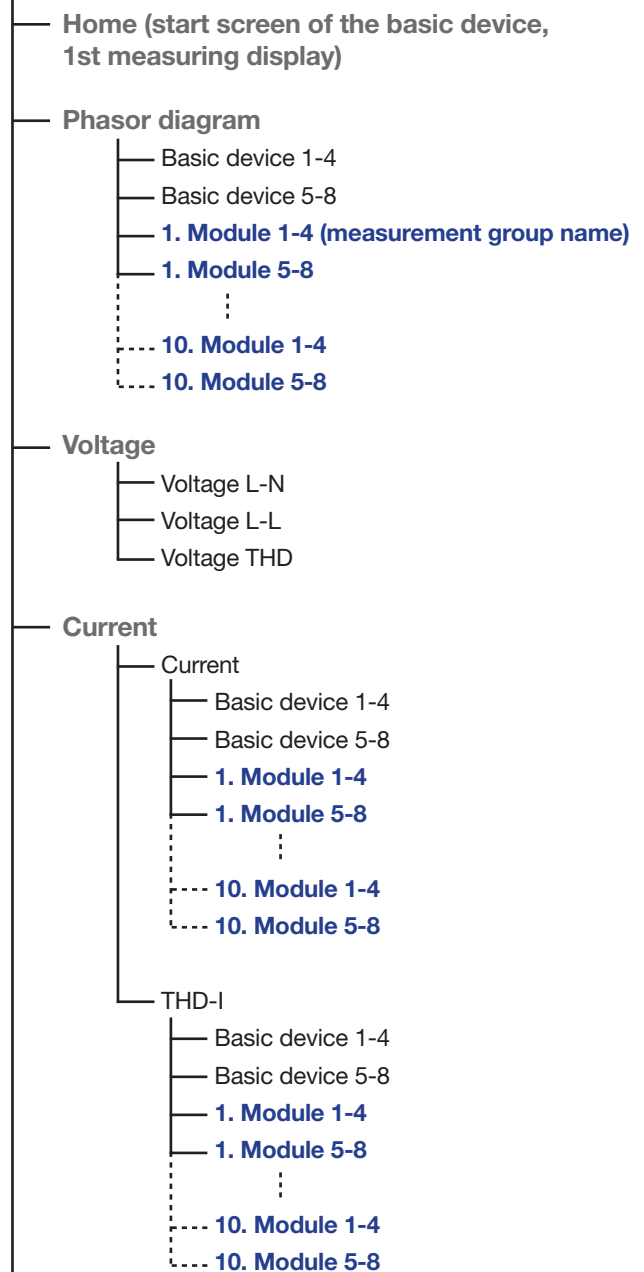 Home (start screen of the basic device,
1st measuring display)
Phasor diagram
Basic device 1-4
Basic device 5-8
1. Module 1-4 (measurement group name)
1. Module 5-8
10. Module 1-4
10. Module 5-8
Voltage
Voltage L-N
Voltage L-L
Voltage THD
Current
Current
Basic device 1-4
Basic device 5-8
1. Module 1-4
1. Module 5-8
10. Module 1-4
10. Module 5-8
THD-I
Basic device 1-4
Basic device 5-8
1. Module 1-4
1. Module 5-8
10. Module 1-4
10. Module 5-8